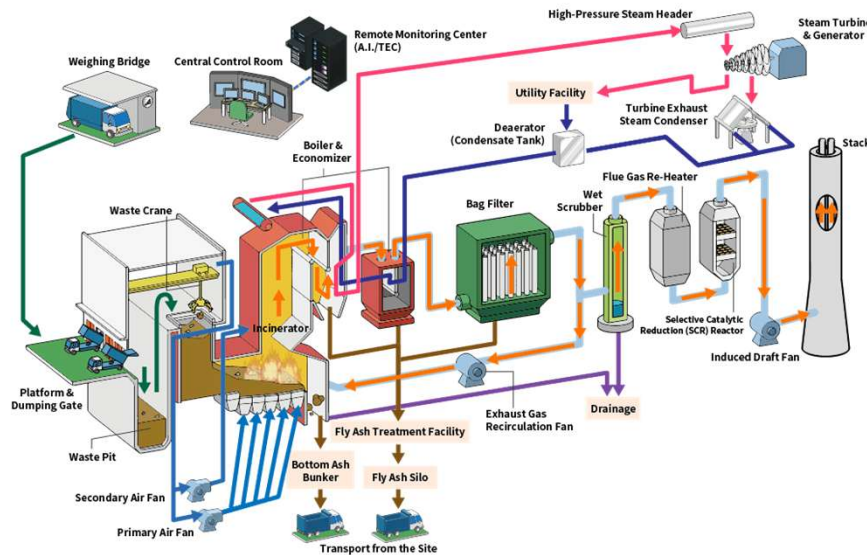 High-Pressure Steam Header
Steam Turbine
& Generator
Remote Monitoring Center
(A.I./TEC)
Weighing Bridge
Central Control Room
Utility Facility
Turbine Exhaust
Steam Condenser
Deaerator
(Condensate Tank)
Boiler &
Economizer
Stack
Flue Gas Re-Heater
Wet
Scrubber
Waste Crane
Bag Filter
Incinerator
Selective Catalytic
Reduction (SCR) Reactor
Induced Draft Fan
Platform &
Dumping Gate
Exhaust Gas
Recirculation Fan
Drainage
Fly Ash Treatment Facility
Waste Pit
Bottom Ash
Bunker
Fly Ash Silo
Secondary Air Fan
Primary Air Fan
Transport from the Site